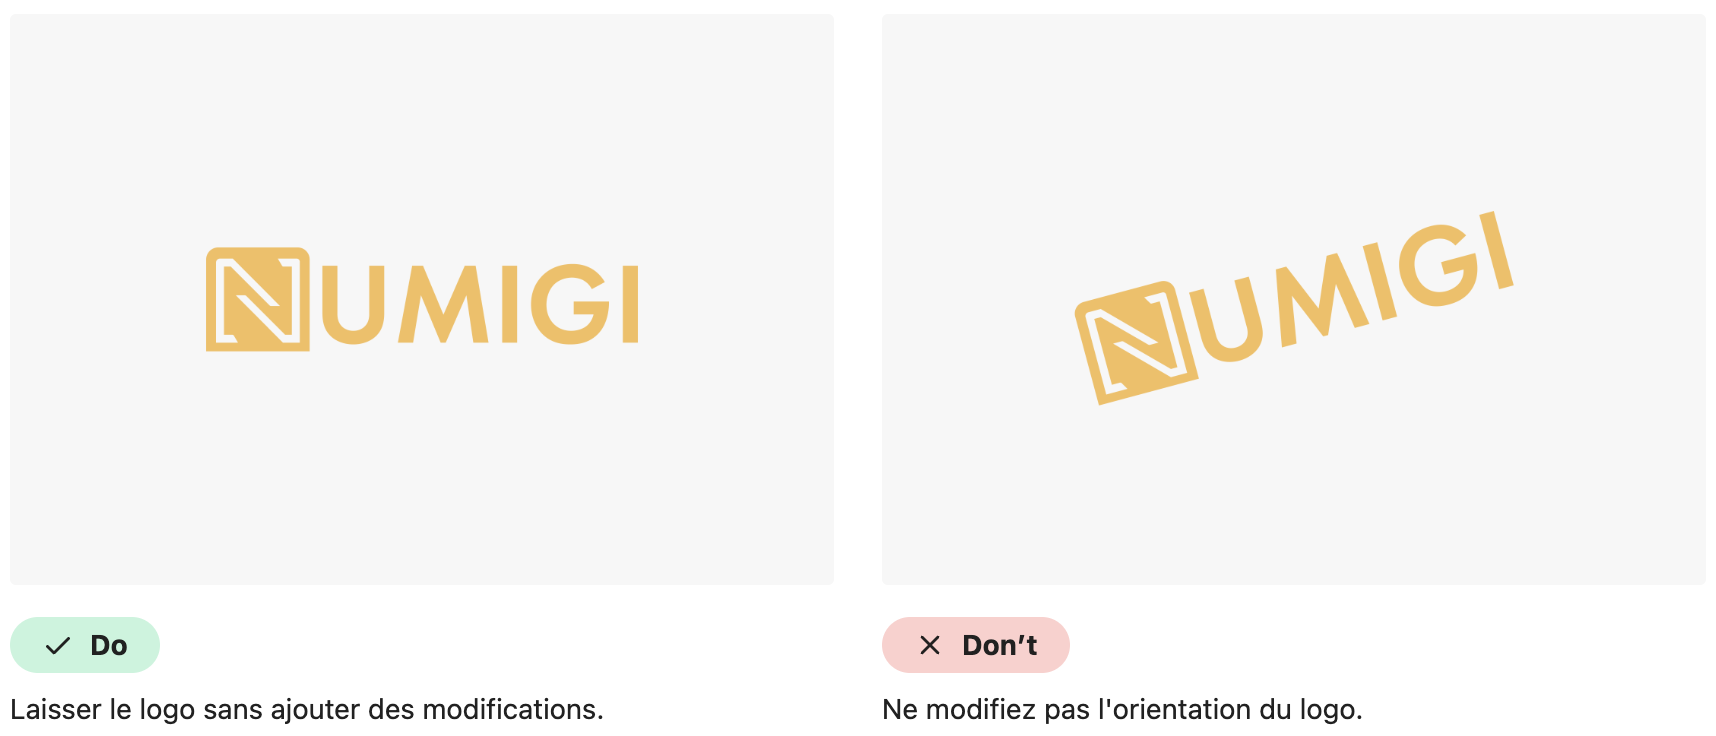 NUMIGI
NUMIGI
Do
Don’t
Laisser le logo sans ajouter des modifications.
Ne modifiez pas l'orientation du logo.